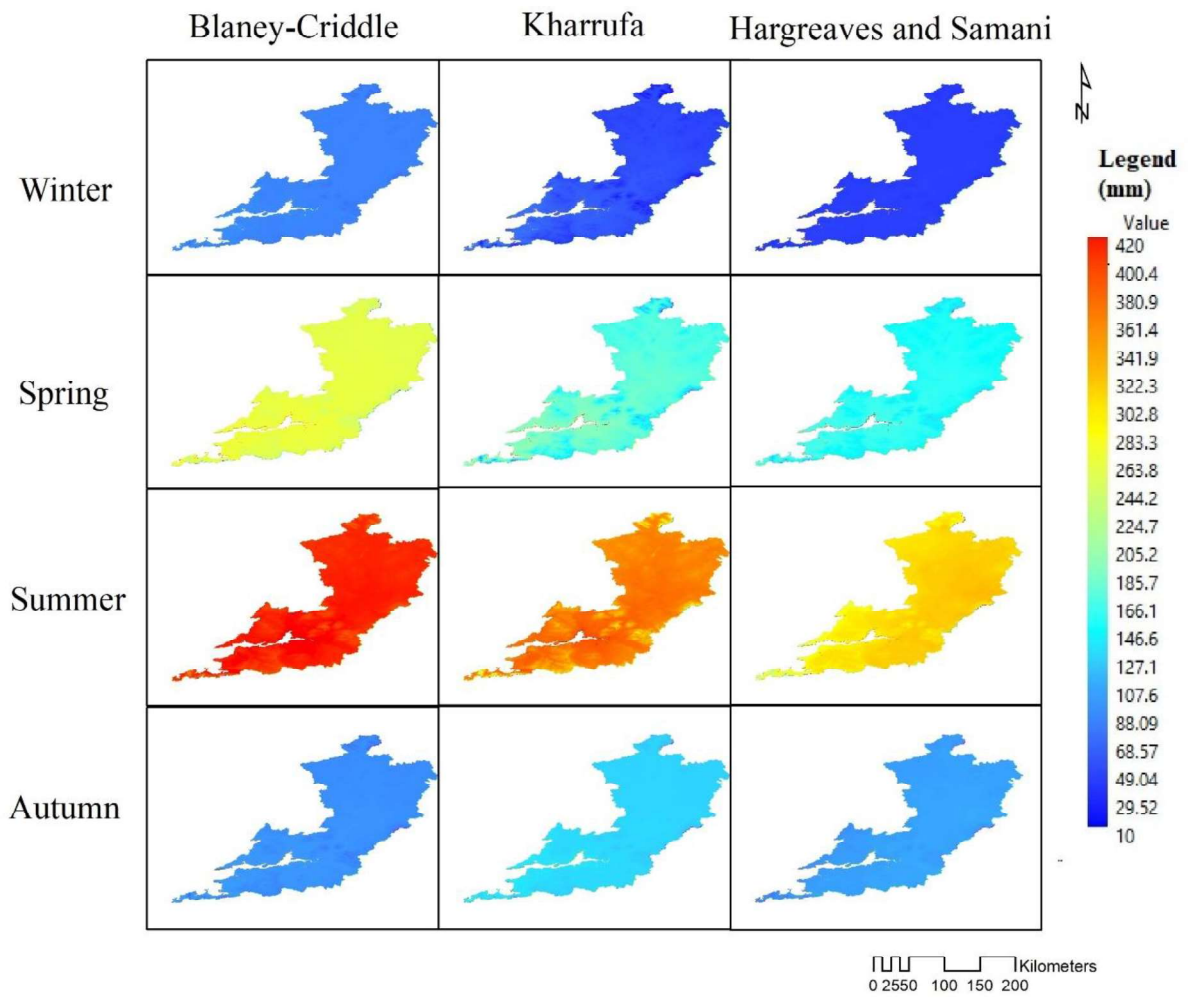 Blaney-Criddle Kharrufa Hargreaves and Samani
N
Winter
Legend
(mm)
Value
420
400.4
380.9
361.4
341.9
322.3
302.8
283.3
263.8
244.2
224.7
205.2
185.7
166.1
146.6
127.1
107.6
88.09
68.57
49.04
29.52
10
Spring
Summer
Autumn
Kilometers
0 2550 100 150 200